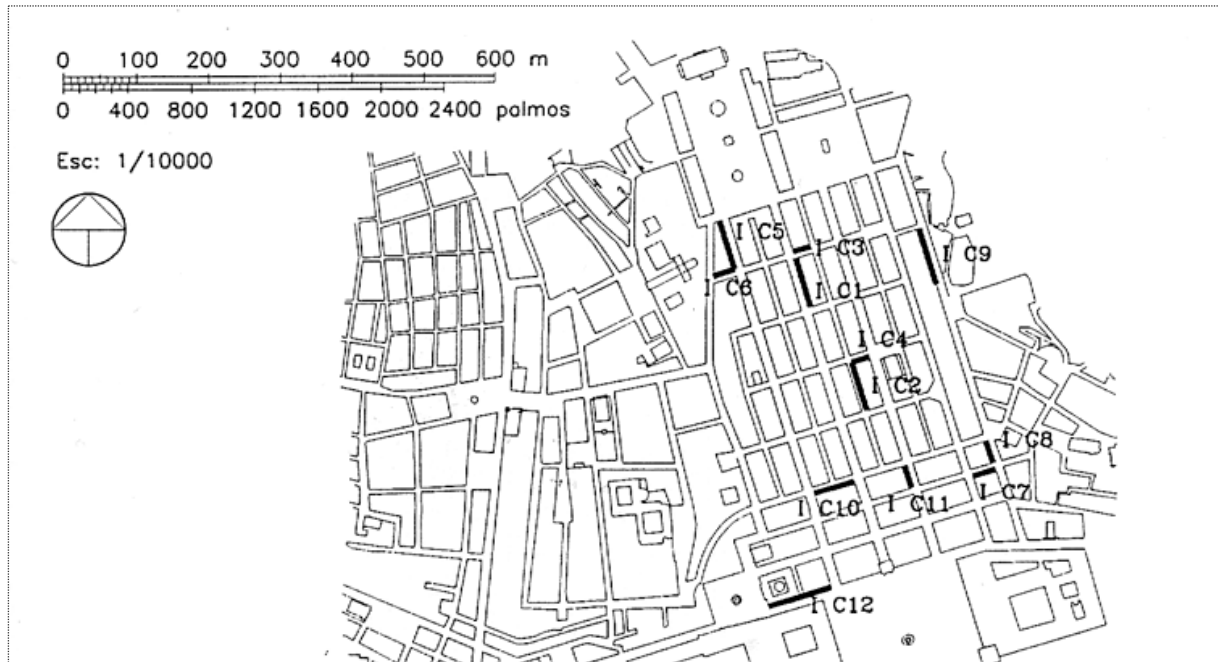 0 100 200 300 400 500 600 m
0 400 800 1200 1600 2000 2400 palmos
Esc: 1/10000
I C5
I C3
I C9
I C6
I C1
I C4
I C2
I C8
I C7
I C10
I C11
I C12